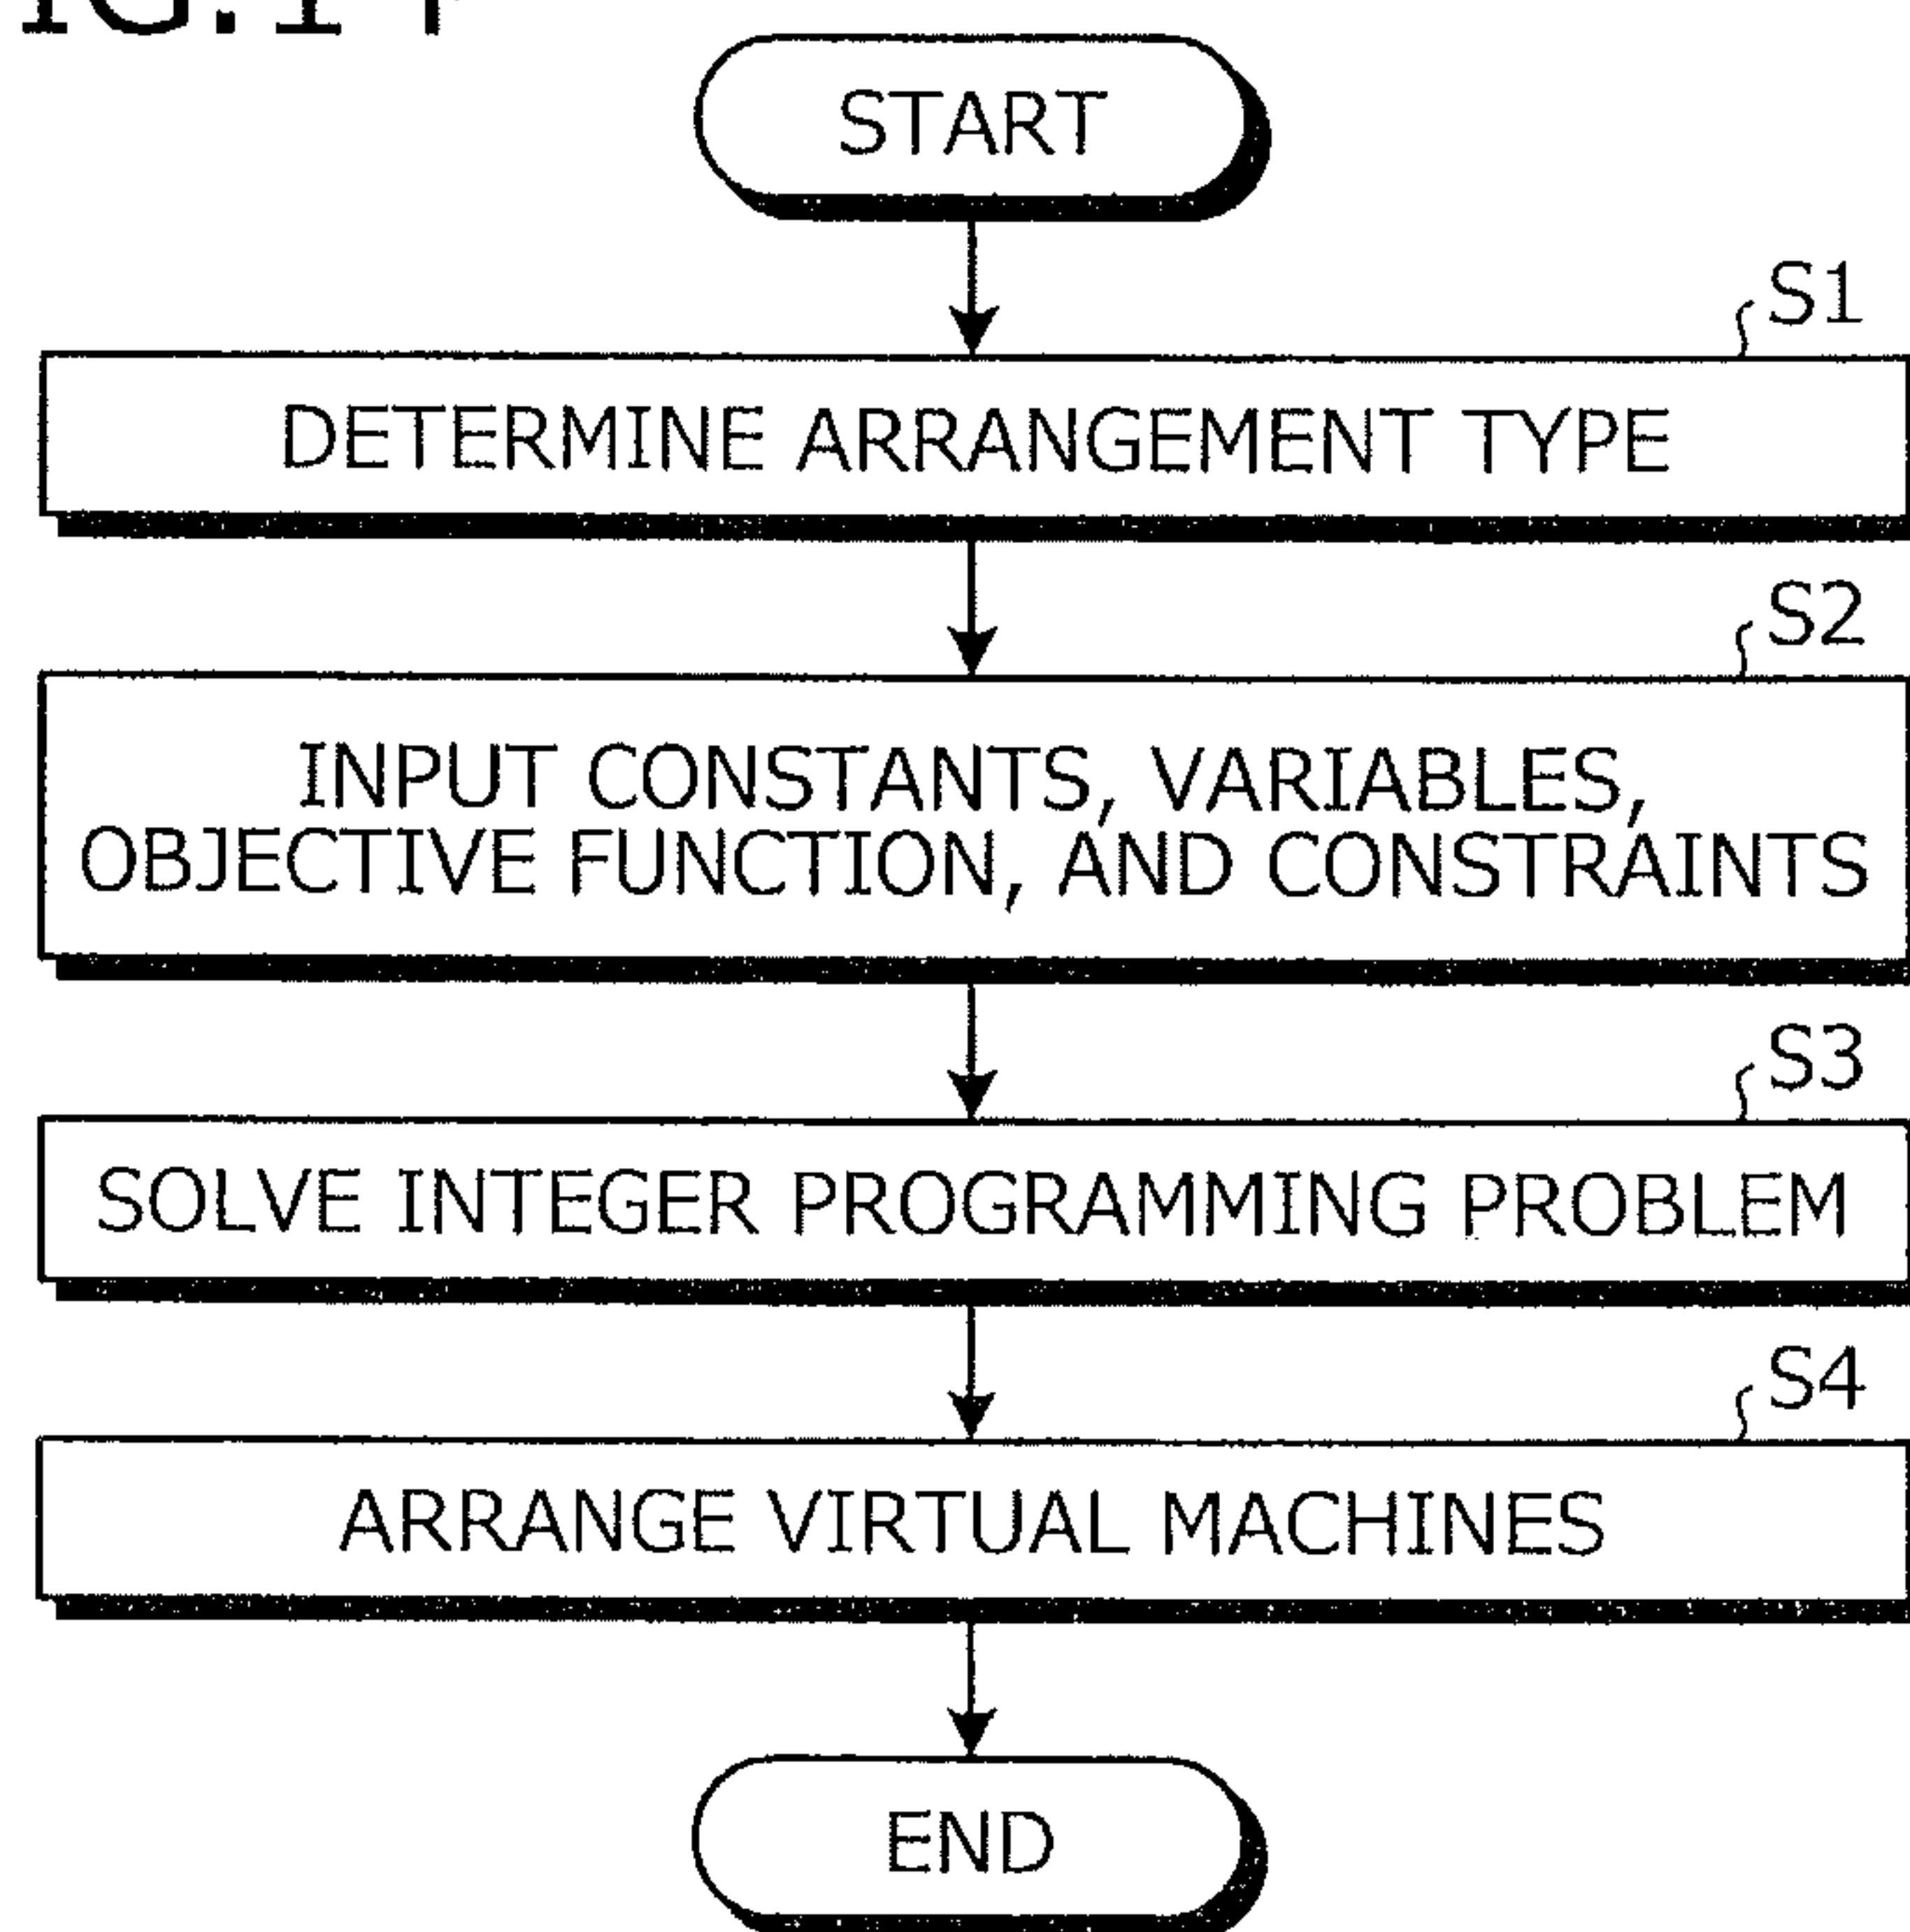 START
S1
DETERMINE ARRANGEMENT TYPE
S2
INPUT CONSTANTS, VARIABLES,
OBJECTIVE FUNCTION, AND CONSTRAINTS
S3
SOLVE INTEGER PROGRAMMING PROBLEM
S4
ARRANGE VIRTUAL MACHINES
END